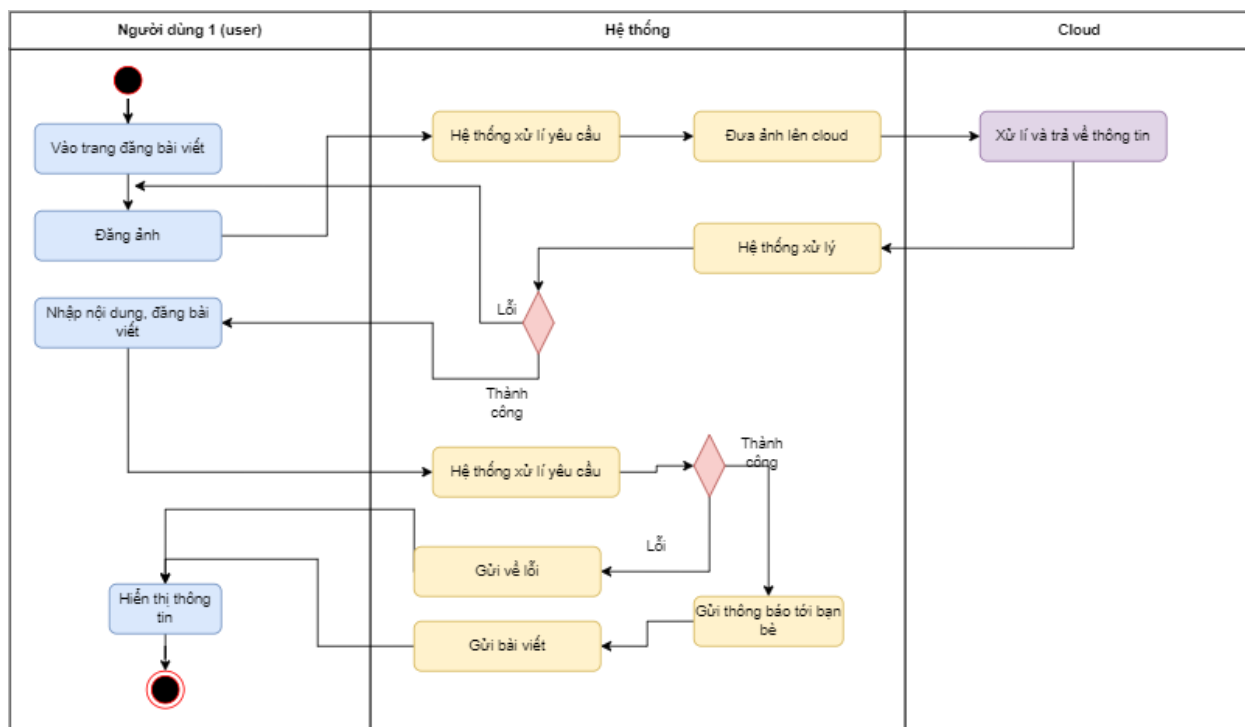 Người dùng 1 (user)
Hệ thống
Cloud
Vào trang đăng bài viết
Hệ thống xử lí yêu cầu
Đưa ảnh lên cloud
Xử lí và trả về thông tin
Đăng ảnh
Hệ thống xử lý
Lỗi
Nhập nội dung, đăng bài
viết
Thành
công
Hệ thống xử lí yêu cầu
Thành
công
Lỗi
Gửi về lỗi
Hiển thị thông
tin
Gửi thông báo tới bạn
bè
Gửi bài viết